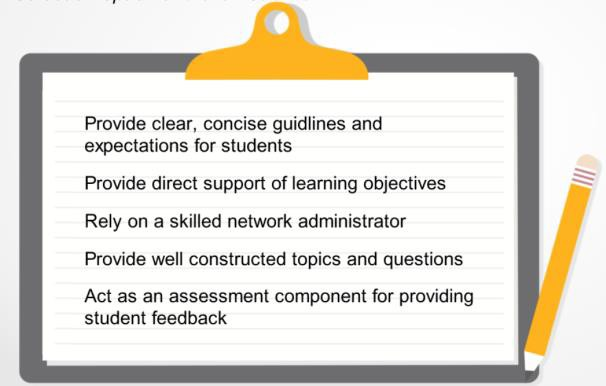 Provide clear, concise guidlines and
expectations for students
Provide direct support of learning objectives
Rely on a skilled network administrator
Provide well constructed topics and questions
Act as an assessment component for providing
student feedback